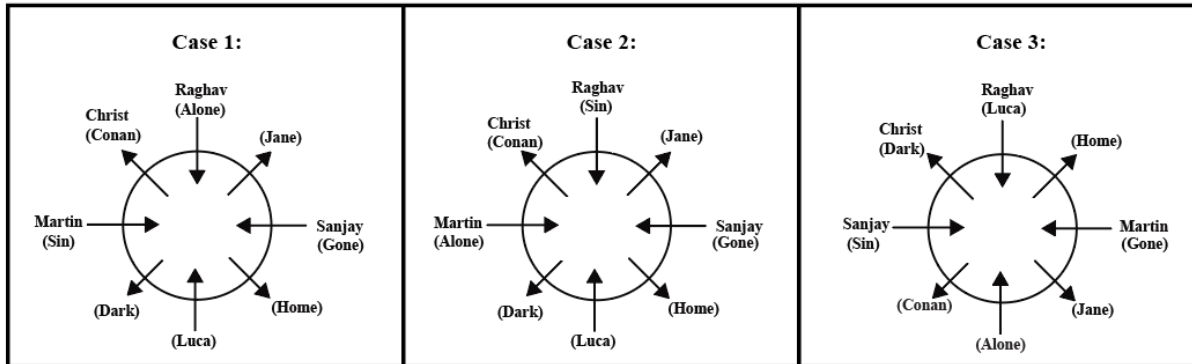 Case 1:
Raghav
(Alone)
Christ
(Conan)
(Jane)
Martin
(Sin)
Sanjay
(Gone)
(Dark)
(Home)
(Luca)
Case 2:
Raghav
(Sin)
Christ
(Conan)
(Jane)
Martin
(Alone)
Sanjay
(Gone)
(Dark)
(Home)
(Luca)
Case 3:
Raghav
(Luca)
Christ
(Dark)
(Home)
Sanjay
(Sin)
Martin
(Gone)
(Conan)
(Jane)
(Alone)